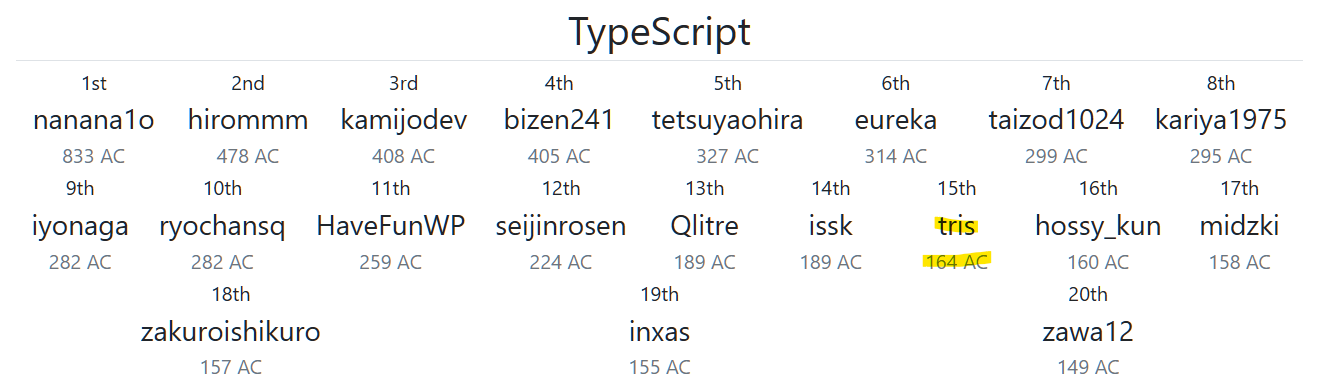 TypeScript
1st 2nd 3rd 4th 5th 6th 7th 8th
nanana1o hirommm kamijodev bizen241 tetsuyaohira eureka taizod1024 kariya1975
833 AC 478 AC 408 AC 405 AC 327 AC 314 AC 299 AC 295 AC
9th 10th 11th 12th 13th 14th 15th 16th 17th
iyonaga ryochansq HaveFunWP seijinrosen Qlitre issk tris hossy_kun midzki
282 AC 282 AC 259 AC 224 AC 189 AC 189 AC 164 AC 160 AC 158 AC
18th 19th 20th
zakuroishikuro inxas zawa12
157 AC 155 AC 149 AC